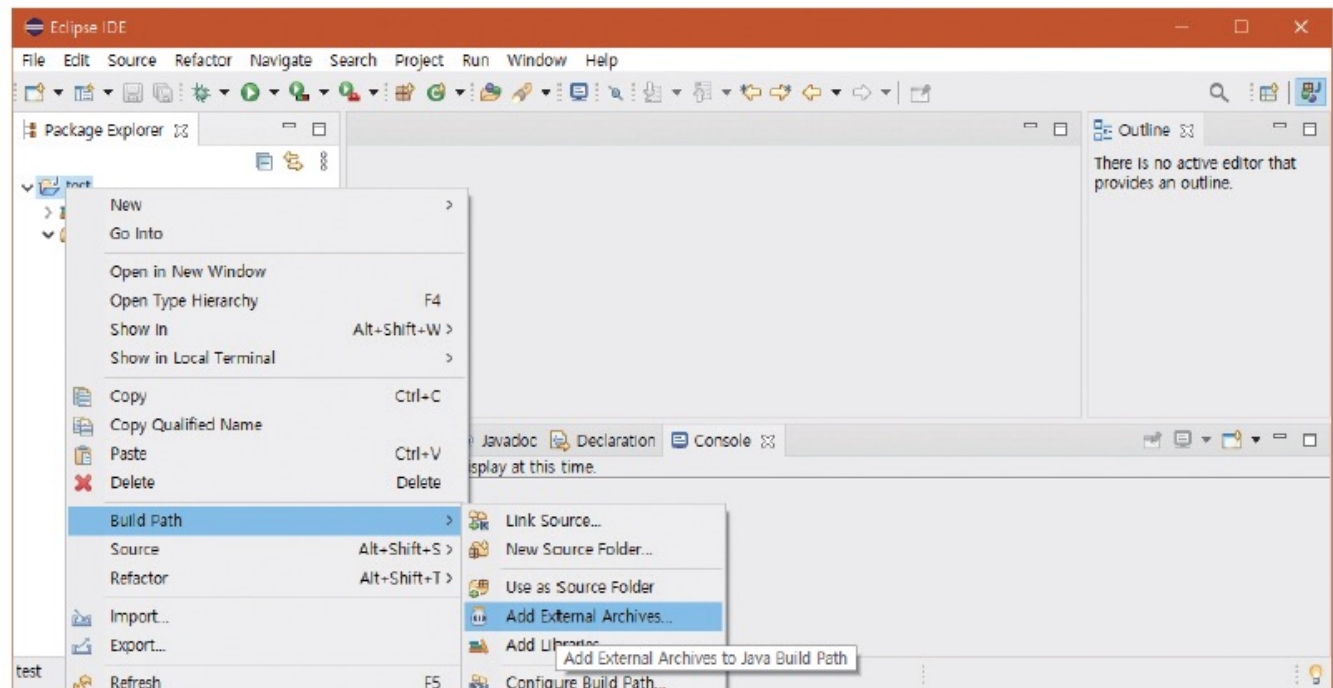 Eclipse IDE
File Edit Source Refactor Navigate Search Project Run Window Help
Package Explorer
Outline
There is no active editor that
provides an outline.
test
New
Go Into
Open in New Window
Open Type Hierarchy F4
Show In Alt+Shift+W >
Show in Local Terminal >
Copy Ctrl+C
Copy Qualified Name
Paste Ctrl+V
Delete Delete
Javadoc Declaration Console
isplay at this time.
Build Path >
Source Alt+Shift+S >
Refactor Alt+Shift+T >
Import...
Export...
Refresh F5
Link Source...
New Source Folder...
Use as Source Folder
Add External Archives...
Add Libraries
Add External Archives to Java Build Path
Configure Build Path...
test